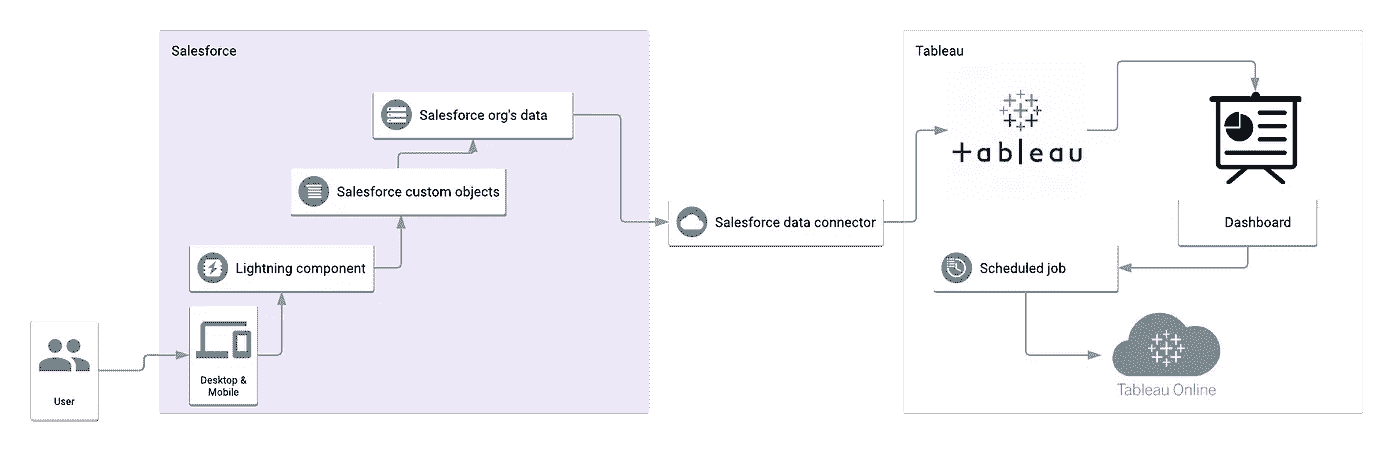 Salesforce
Tableau
Salesforce org's data
+ableau
Salesforce custom objects
Salesforce data connector
Dashboard
Lightning component
Scheduled job
Desktop &
Mobile
User
Tableau Online